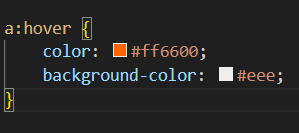 a:hover {
    color: #ff6600;
    background-color: #eee;
}